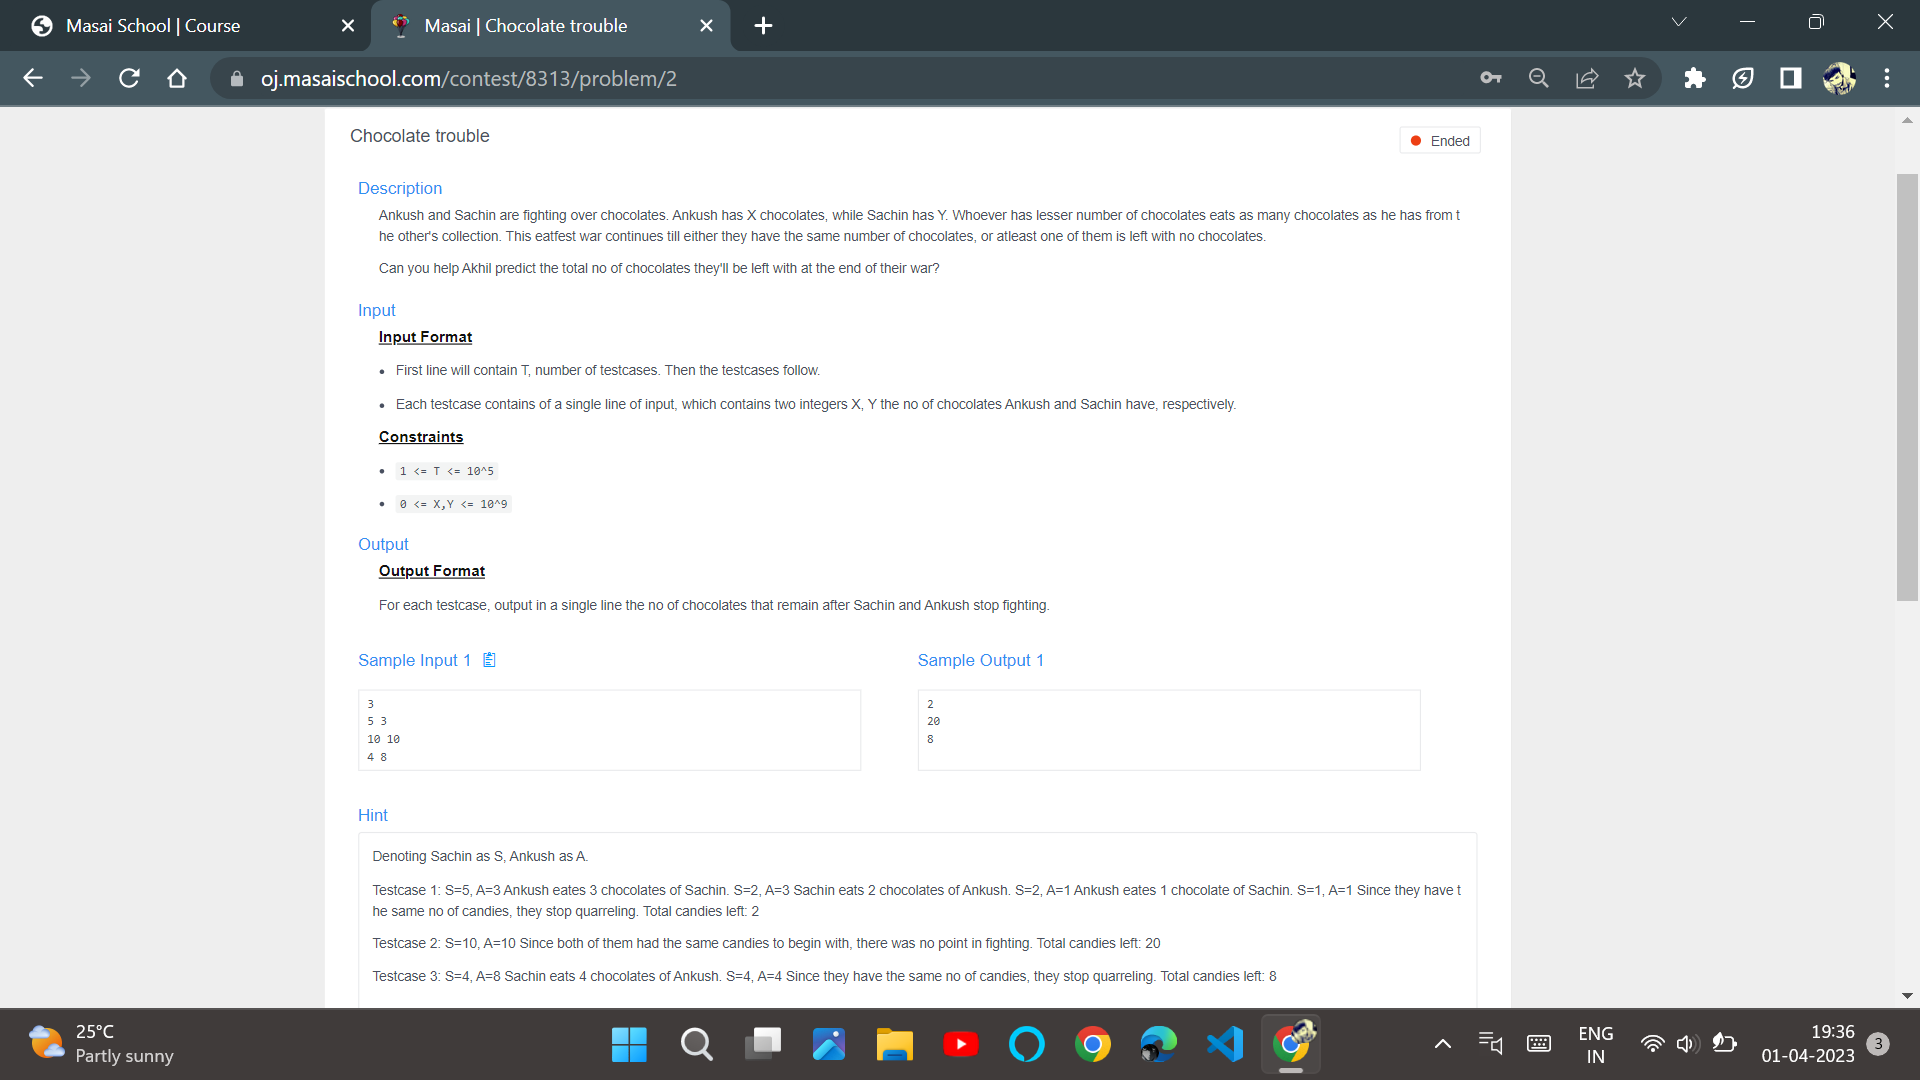 Masai School | Course
Masai | Chocolate trouble
oj.masaischool.com/contest/8313/problem/2
Chocolate trouble
Ended
Description
Ankush and Sachin are fighting over chocolates. Ankush has X chocolates, while Sachin has Y. Whoever has lesser number of chocolates eats as many chocolates as he has from t
he other's collection. This eatfest war continues till either they have the same number of chocolates, or atleast one of them is left with no chocolates.
Can you help Akhil predict the total no of chocolates they'll be left with at the end of their war?
Input
Input Format
• First line will contain T, number of testcases. Then the testcases follow.
• Each testcase contains of a single line of input, which contains two integers X, Y the no of chocolates Ankush and Sachin have, respectively.
Constraints
• 1 <= T <= 10^5
• 0 <= X,Y <= 10^9
Output
Output Format
For each testcase, output in a single line the no of chocolates that remain after Sachin and Ankush stop fighting.
Sample Input 1
3
5 3
10 10
4 8
Sample Output 1
2
20
8
Hint
Denoting Sachin as S, Ankush as A.
Testcase 1: S=5, A=3 Ankush eates 3 chocolates of Sachin. S=2, A=3 Sachin eats 2 chocolates of Ankush. S=2, A=1 Ankush eates 1 chocolate of Sachin. S=1, A=1 Since they have t
he same no of candies, they stop quarreling. Total candies left: 2
Testcase 2: S=10, A=10 Since both of them had the same candies to begin with, there was no point in fighting. Total candies left: 20
Testcase 3: S=4, A=8 Sachin eats 4 chocolates of Ankush. S=4, A=4 Since they have the same no of candies, they stop quarreling. Total candies left: 8
25°C
Partly sunny
ENG
IN
19:36
01-04-2023
3